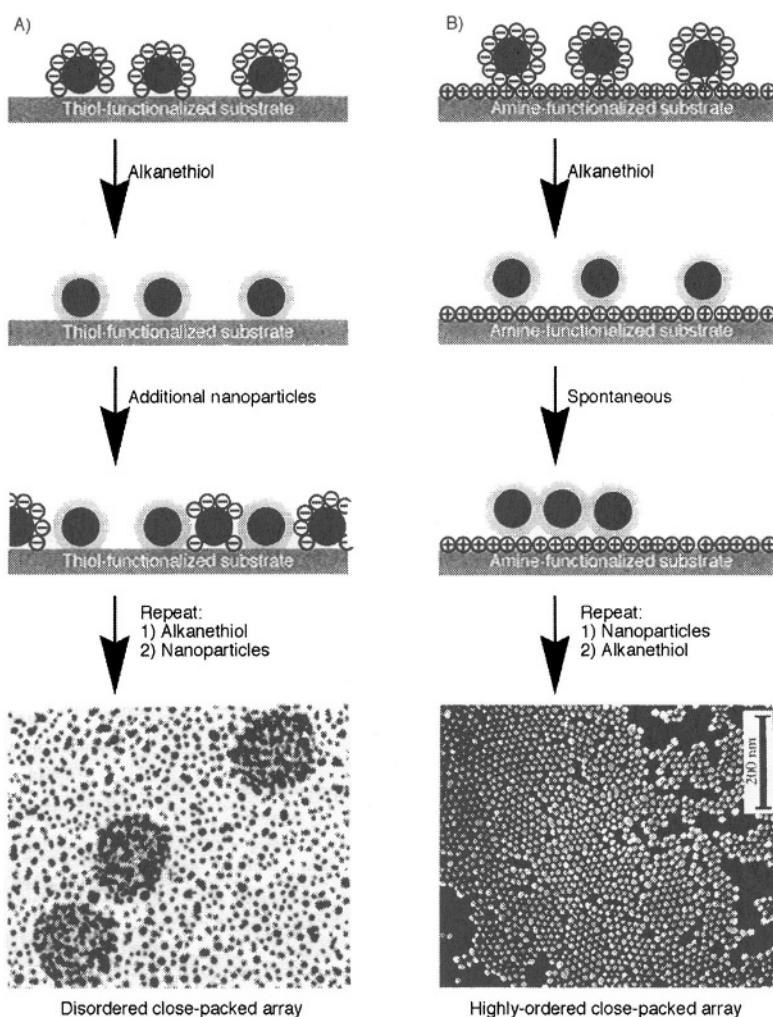 A)
Thiol-functionalized substrate
Alkanethiol
Thiol-functionalized substrate
Additional nanoparticles
Thiol-functionalized substrate
Repeat:
1) Alkanethiol
2) Nanoparticles
Disordered close-packed array
B)
Amine-functionalized substrate
Alkanethiol
Amine-functionalized substrate
Spontaneous
Amine-functionalized substrate
Repeat:
1) Nanoparticles
2) Alkanethiol
200 nm
Highly-ordered close-packed array